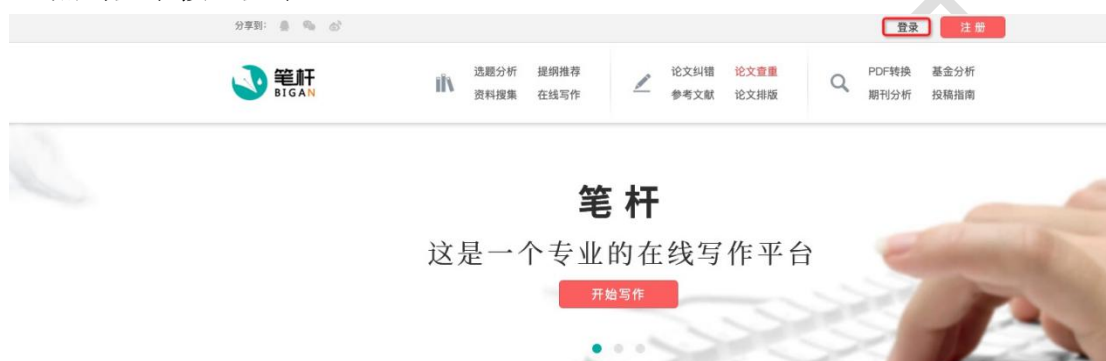 分享到:
登录
注册
笔杆
BIGAN
选题分析 提纲推荐
资料搜集 在线写作
论文纠错 论文查重
参考文献 论文排版
PDF转换 基金分析
期刊分析 投稿指南
笔杆
这是一个专业的在线写作平台
开始写作